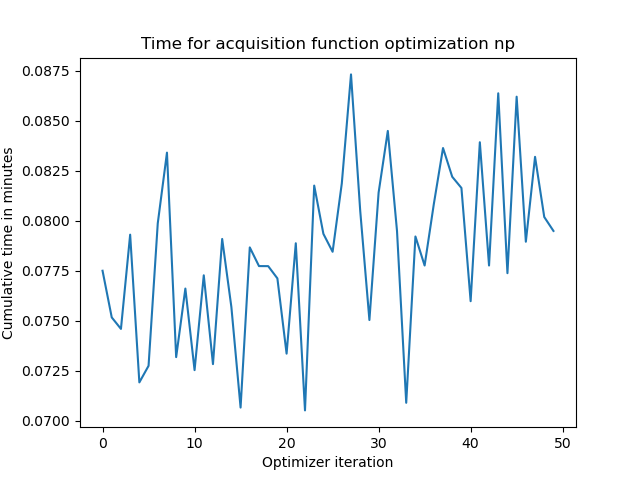 Time for acquisition function optimization np
0.0875
0.0850
0.0825
0.0800
0.0775
0.0750
0.0725
0.0700
Cumulative time in minutes
0 10 20 30 40 50
Optimizer iteration